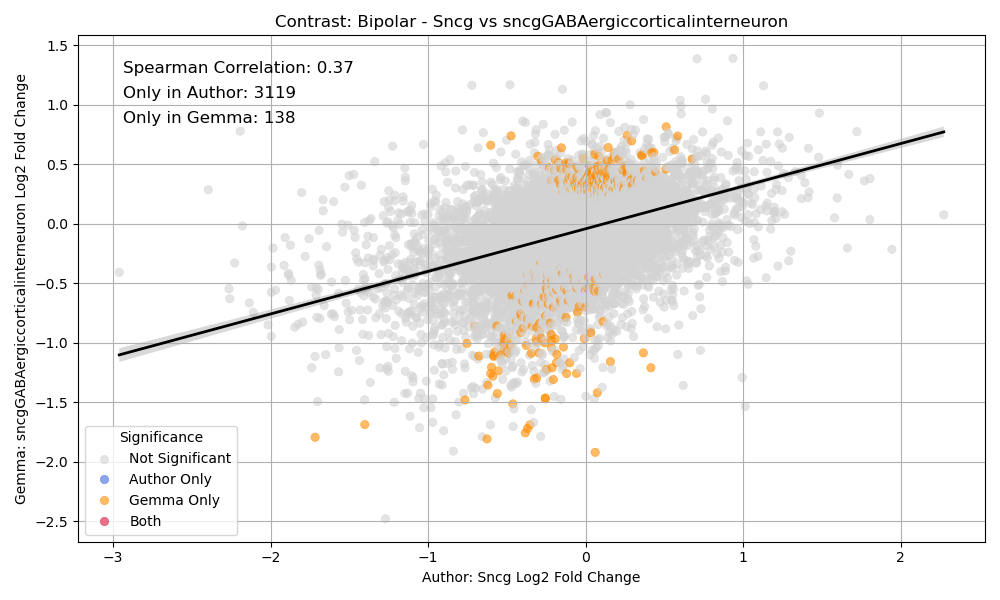 Contrast: Bipolar - Sncg vs sncgGABAergiccorticalinterneuron
Spearman Correlation: 0.37
Only in Author: 3119
Only in Gemma: 138
Gemma: sncgGABAergiccorticalinterneuron Log2 Fold Change
1.5
1.0
0.5
0.0
−0.5
−1.0
−1.5
−2.0
−2.5
Significance
Not Significant
Author Only
Gemma Only
Both
−3
−2
−1
0
1
2
Author: Sncg Log2 Fold Change